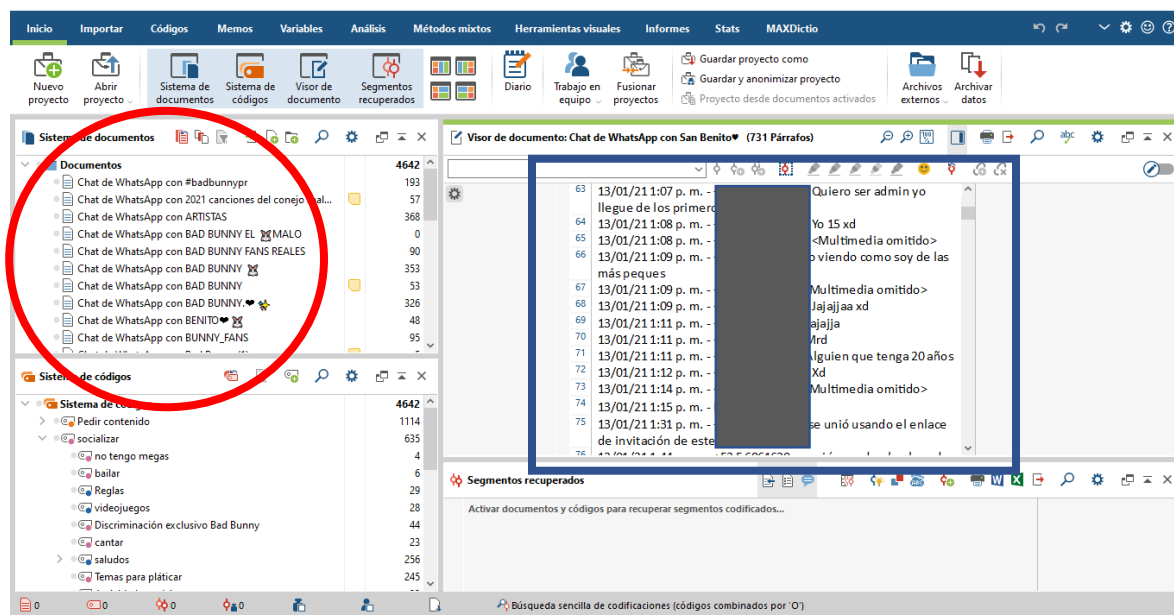 Inicio Importar Códigos Memos Variables Análisis Métodos mixtos Herramientas visuales Informes Stats MAXDictio
Nuevo proyecto
Abrir proyecto
Sistema de documentos
Sistema de códigos
Visor de documento
Segmentos recuperados
Diario
Trabajo en equipo
Fusionar proyectos
Guardar proyecto como
Guardar y anonimizar proyecto
Proyecto desde documentos activados
Archivos externos
Archivar datos
Sistema de documentos
Documentos 4642
Chat de WhatsApp con #badbunnypr 193
Chat de WhatsApp con 2021 canciones del conejo mal... 57
Chat de WhatsApp con ARTISTAS 368
Chat de WhatsApp con BAD BUNNY EL MALO 0
Chat de WhatsApp con BAD BUNNY FANS REALES 90
Chat de WhatsApp con BAD BUNNY 353
Chat de WhatsApp con BAD BUNNY 53
Chat de WhatsApp con BAD BUNNY.❤ 326
Chat de WhatsApp con BENITO❤ 48
Chat de WhatsApp con BUNNY_FANS 95
Sistema de códigos
Sistema de códigos 4642
Pedir contenido 1114
socializar 635
no tengo megas 4
bailar 6
Reglas 29
videojuegos 28
Discriminación exclusivo Bad Bunny 44
cantar 23
saludos 256
Temas para pláticar 245
Visor de documento: Chat de WhatsApp con San Benito♥ (731 Párrafos)
63 13/01/21 1:07 p. m. - Quiero ser admin yo
llegue de los primero
64 13/01/21 1:08 p. m. - Yo 15 xd
65 13/01/21 1:08 p. m. - <Multimedia omitido>
66 13/01/21 1:09 p. m. - viendo como soy de las
más peques
67 13/01/21 1:09 p. m. - Multimedia omitido>
68 13/01/21 1:09 p. m. - Jajajjaa xd
69 13/01/21 1:11 p. m. - ajajja
70 13/01/21 1:11 p. m. - Mrd
71 13/01/21 1:11 p. m. - Alguien que tenga 20 años
72 13/01/21 1:12 p. m. - Xd
73 13/01/21 1:14 p. m. - Multimedia omitido>
74 13/01/21 1:15 p. m. -
75 13/01/21 1:31 p. m. - se unió usando el enlace
de invitación de este
76
Segmentos recuperados
Activar documentos y códigos para recuperar segmentos codificados...
0 0 0 0 Búsqueda sencilla de codificaciones (códigos combinados por 'O')